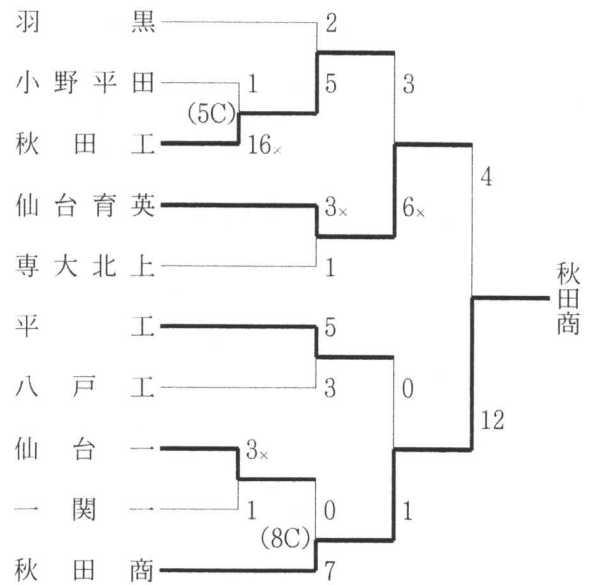 羽黒 2
小野平田 1 5 3
(5C)
秋田工 16×
4
仙台育英 3× 6×
専大北上 1
秋田商
平工 5
八戸工 3 0
12
仙台一 3×
一関一 1 0 1
(8C)
秋田商 7